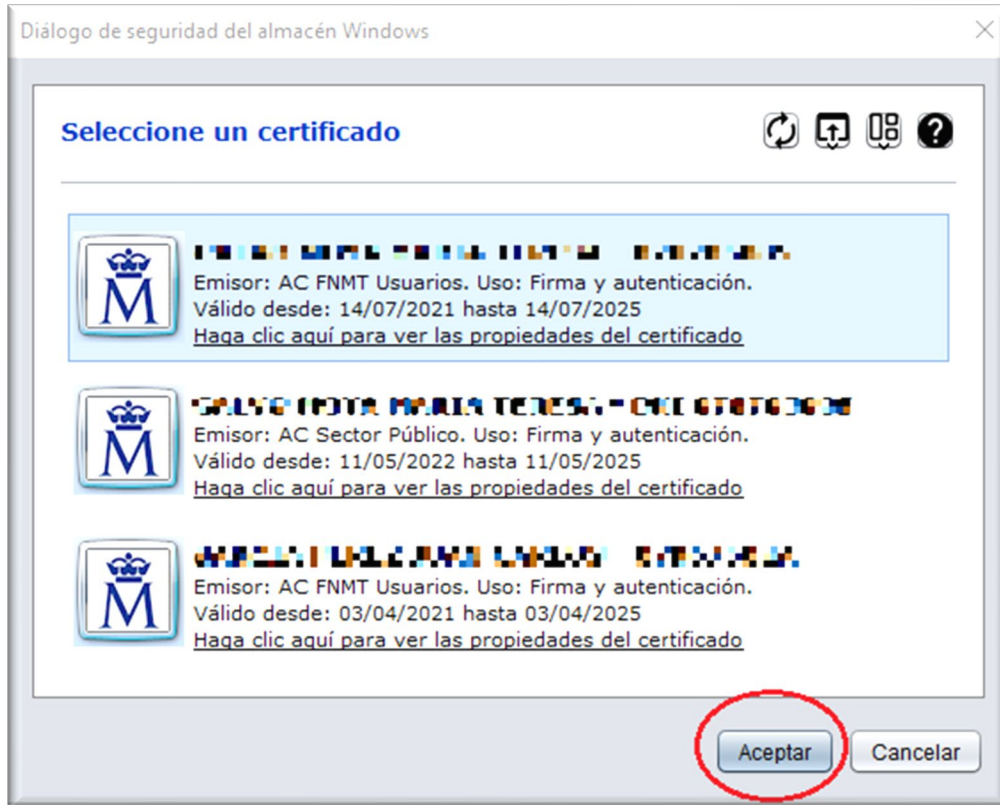 Diálogo de seguridad del almacén Windows
Seleccione un certificado
Emisor: AC FNMT Usuarios. Uso: Firma y autenticación.
Válido desde: 14/07/2021 hasta 14/07/2025
Haga clic aquí para ver las propiedades del certificado
Emisor: AC Sector Público. Uso: Firma y autenticación.
Válido desde: 11/05/2022 hasta 11/05/2025
Haga clic aquí para ver las propiedades del certificado
Emisor: AC FNMT Usuarios. Uso: Firma y autenticación.
Válido desde: 03/04/2021 hasta 03/04/2025
Haga clic aquí para ver las propiedades del certificado
Aceptar Cancelar